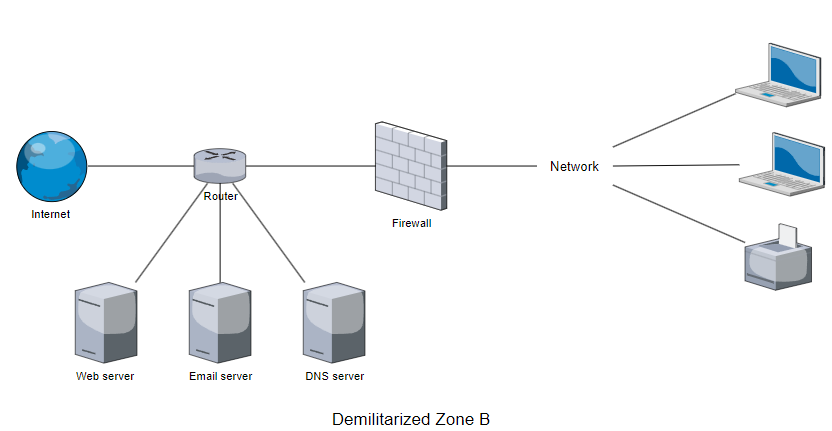 Internet
Router
Firewall
Network
Web server
Email server
DNS server
Demilitarized Zone B